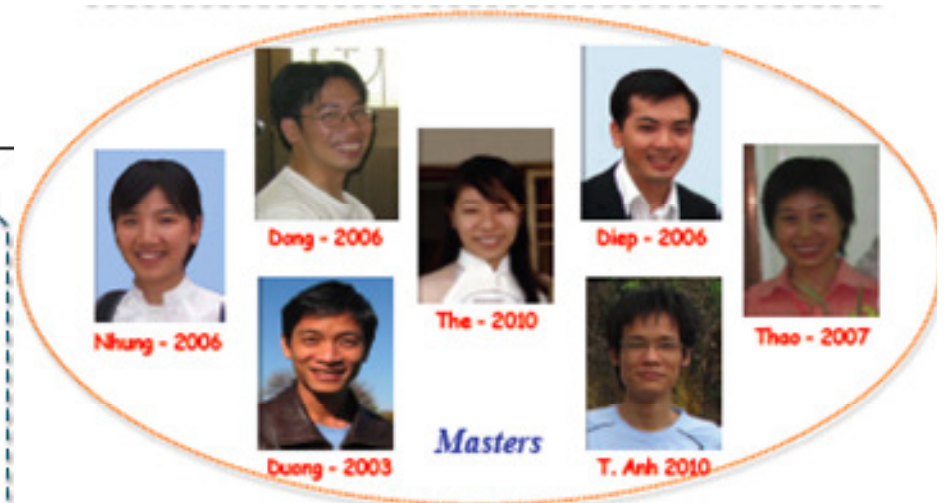 Dong - 2006
Diep - 2006
Nhung - 2006
The - 2010
Thao - 2007
Masters
Duong - 2003
T. Anh 2010